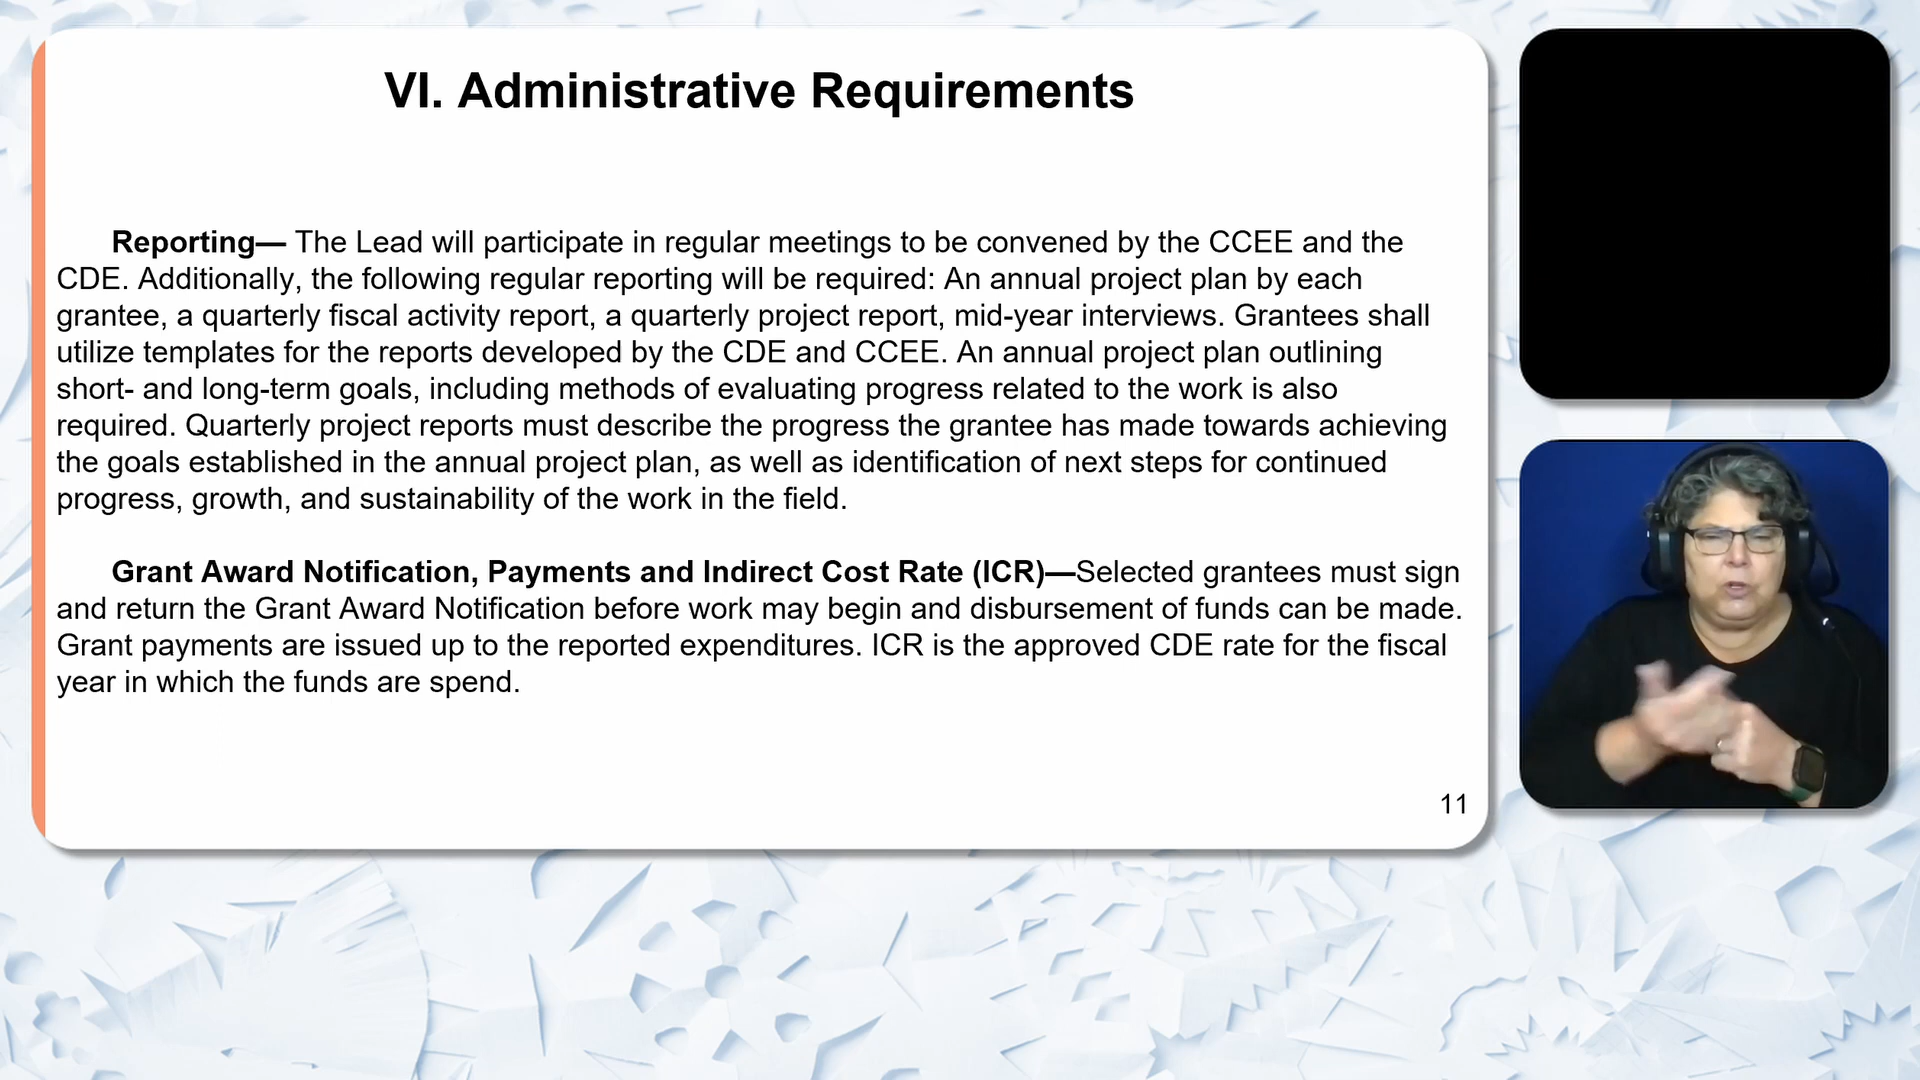 VI. Administrative Requirements
Reporting— The Lead will participate in regular meetings to be convened by the CCEE and the
CDE. Additionally, the following regular reporting will be required: An annual project plan by each
grantee, a quarterly fiscal activity report, a quarterly project report, mid-year interviews. Grantees shall
utilize templates for the reports developed by the CDE and CCEE. An annual project plan outlining
short- and long-term goals, including methods of evaluating progress related to the work is also
required. Quarterly project reports must describe the progress the grantee has made towards achieving
the goals established in the annual project plan, as well as identification of next steps for continued
progress, growth, and sustainability of the work in the field.
Grant Award Notification, Payments and Indirect Cost Rate (ICR)—Selected grantees must sign
and return the Grant Award Notification before work may begin and disbursement of funds can be made.
Grant payments are issued up to the reported expenditures. ICR is the approved CDE rate for the fiscal
year in which the funds are spend.
11